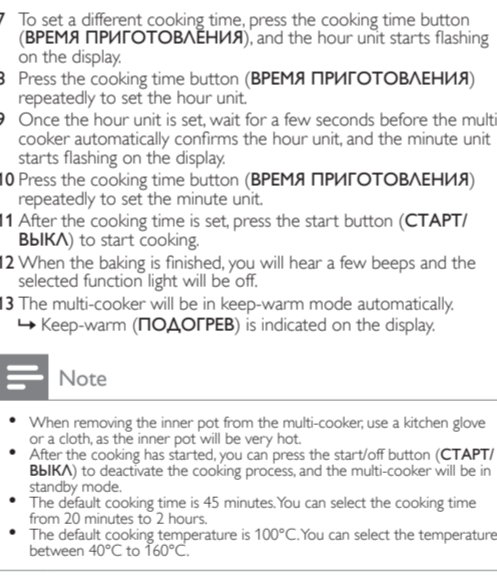 7 To set a different cooking time, press the cooking time button
(ВРЕМЯ ПРИГОТОВЛЕНИЯ), and the hour unit starts flashing
on the display.
8 Press the cooking time button (ВРЕМЯ ПРИГОТОВЛЕНИЯ)
repeatedly to set the hour unit.
9 Once the hour unit is set, wait for a few seconds before the multi
cooker automatically confirms the hour unit, and the minute unit
starts flashing on the display.
10 Press the cooking time button (ВРЕМЯ ПРИГОТОВЛЕНИЯ)
repeatedly to set the minute unit.
11 After the cooking time is set, press the start button (СТАРТ/
ВЫКЛ) to start cooking.
12 When the baking is finished, you will hear a few beeps and the
selected function light will be off.
13 The multi-cooker will be in keep-warm mode automatically.
↳ Keep-warm (ПОДОГРЕВ) is indicated on the display.
Note
• When removing the inner pot from the multi-cooker, use a kitchen glove
or a cloth, as the inner pot will be very hot.
• After the cooking has started, you can press the start/off button (СТАРТ/
ВЫКЛ) to deactivate the cooking process, and the multi-cooker will be in
standby mode.
• The default cooking time is 45 minutes. You can select the cooking time
from 20 minutes to 2 hours.
• The default cooking temperature is 100°C. You can select the temperature
between 40°C to 160°C.